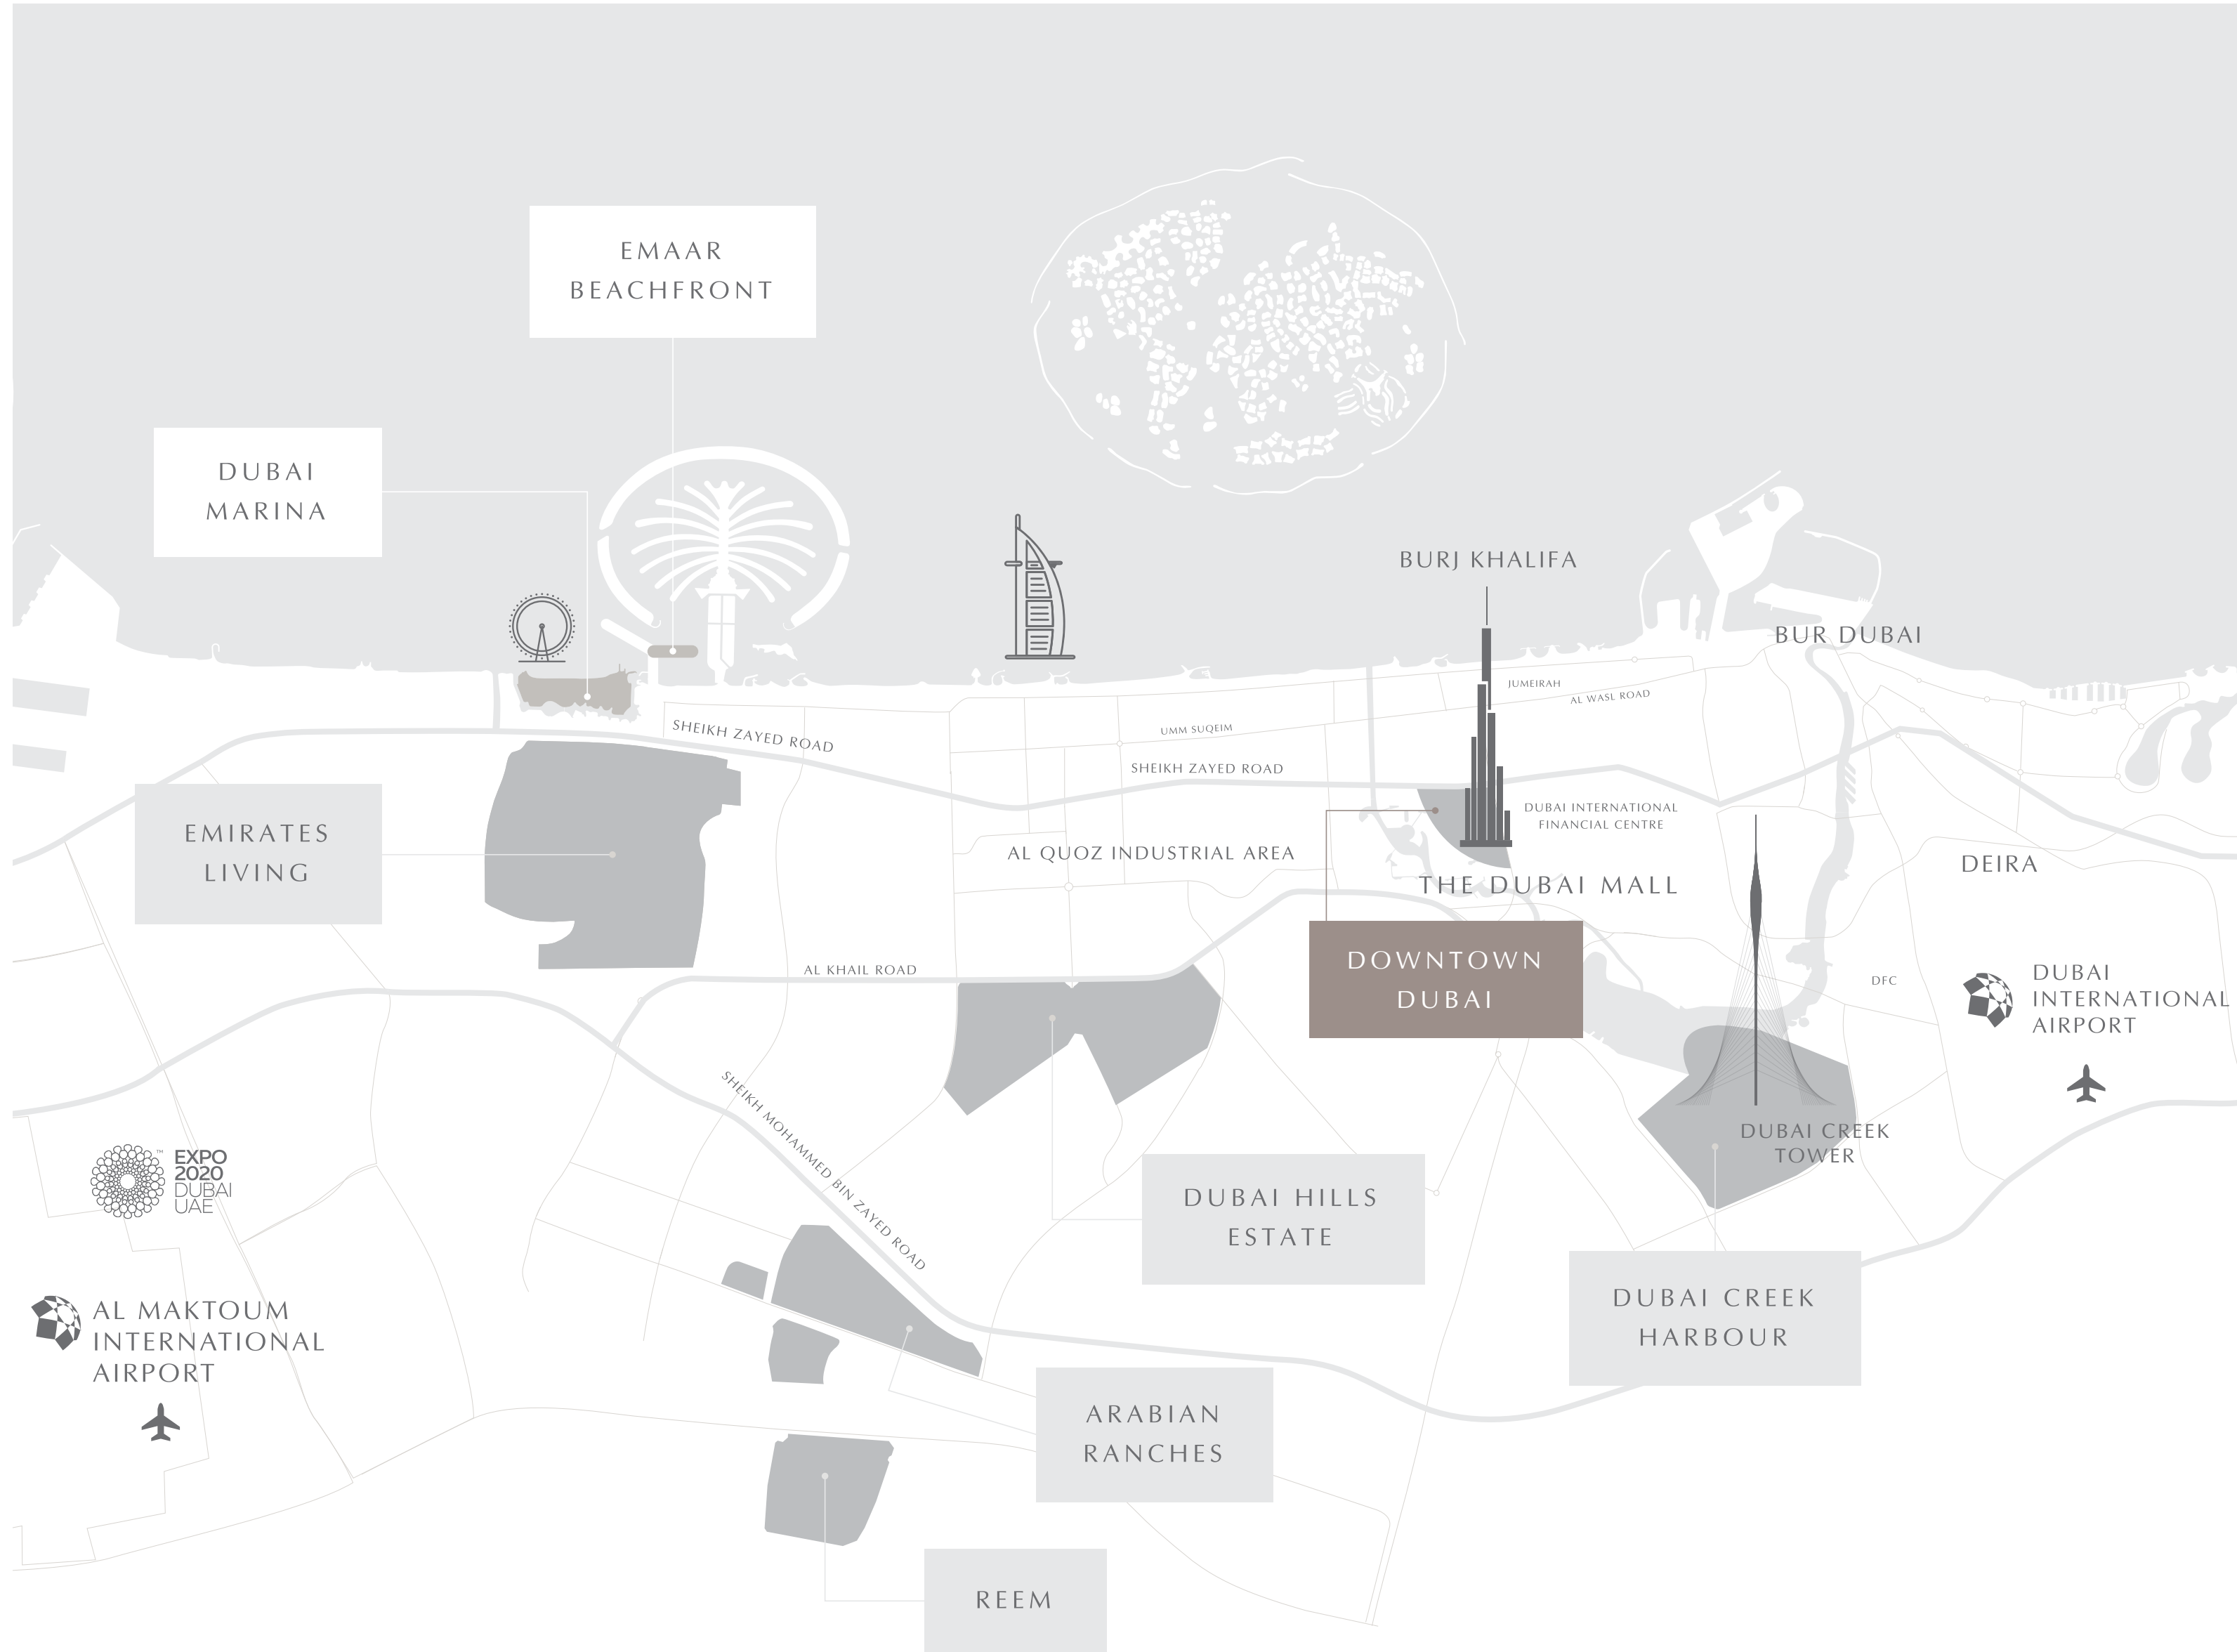 EMAAR
BEACHFRONT
DUBAI
MARINA
BURJ KHALIFA
BUR DUBAI
JUMEIRAH
AL WASL ROAD
SHEIKH ZAYED ROAD
UMM SUQEIM
SHEIKH ZAYED ROAD
EMIRATES
LIVING
DUBAI INTERNATIONAL
FINANCIAL CENTRE
AL QUOZ INDUSTRIAL AREA
DEIRA
THE DUBAI MALL
DOWNTOWN
DUBAI
AL KHAIL ROAD
DFC
DUBAI
INTERNATIONAL
AIRPORT
SHEIKH MOHAMMED BIN ZAYED ROAD
DUBAI CREEK
TOWER
EXPO
2020
DUBAI
UAE
TM
DUBAI HILLS
ESTATE
DUBAI CREEK
HARBOUR
AL MAKTOUM
INTERNATIONAL
AIRPORT
ARABIAN
RANCHES
REEM